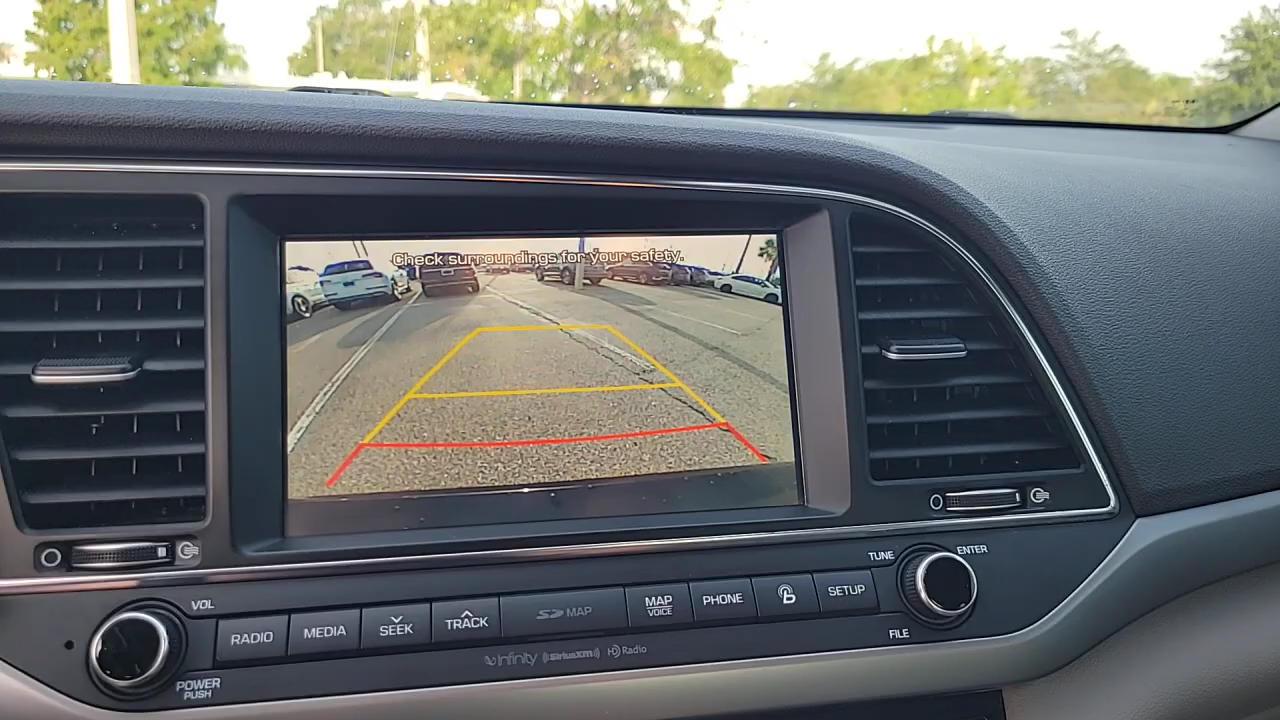 Check surroundings for your safety.
VOL
TUNE
ENTER
RADIO
MEDIA
SEEK
TRACK
SD MAP
MAP
VOICE
PHONE
SETUP
FILE
POWER
PUSH
Infinity
((SiriusXM))
HD Radio